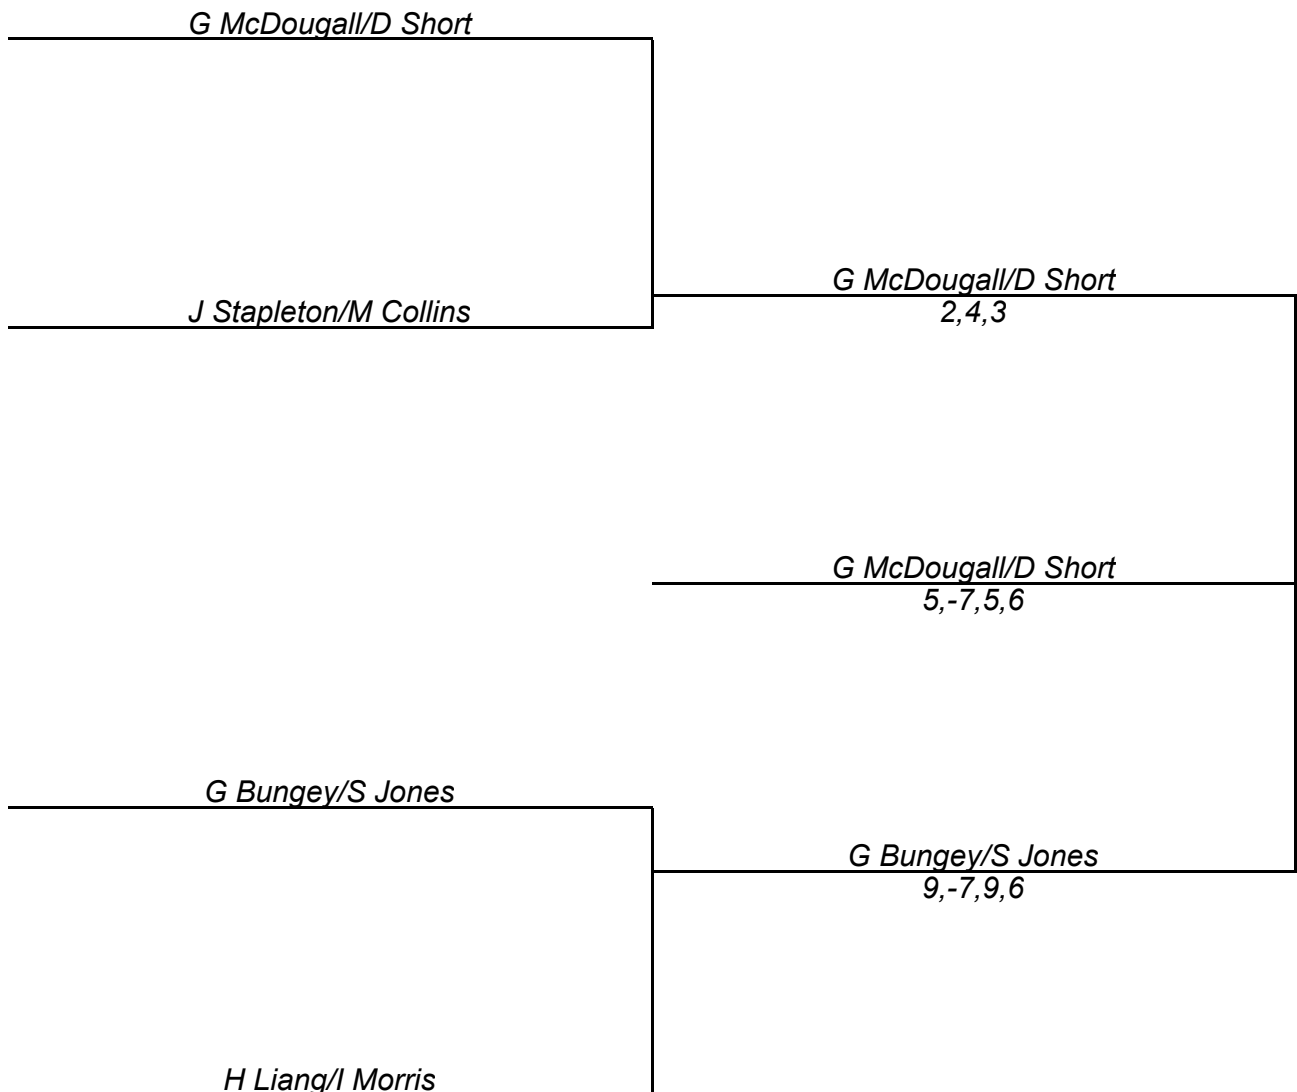 G McDougall/D Short
J Stapleton/M Collins
G McDougall/D Short
2,4,3
G McDougall/D Short
5,-7,5,6
G Bungey/S Jones
G Bungey/S Jones
9,-7,9,6
H Liang/I Morris